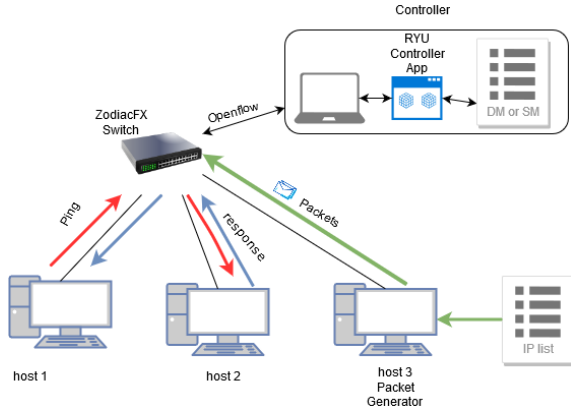 Controller
RYU
Controller
App
DM or SM
Openflow
ZodiacFX
Switch
Packets
Ping
response
IP list
host 1
host 2
host 3
Packet
Generator